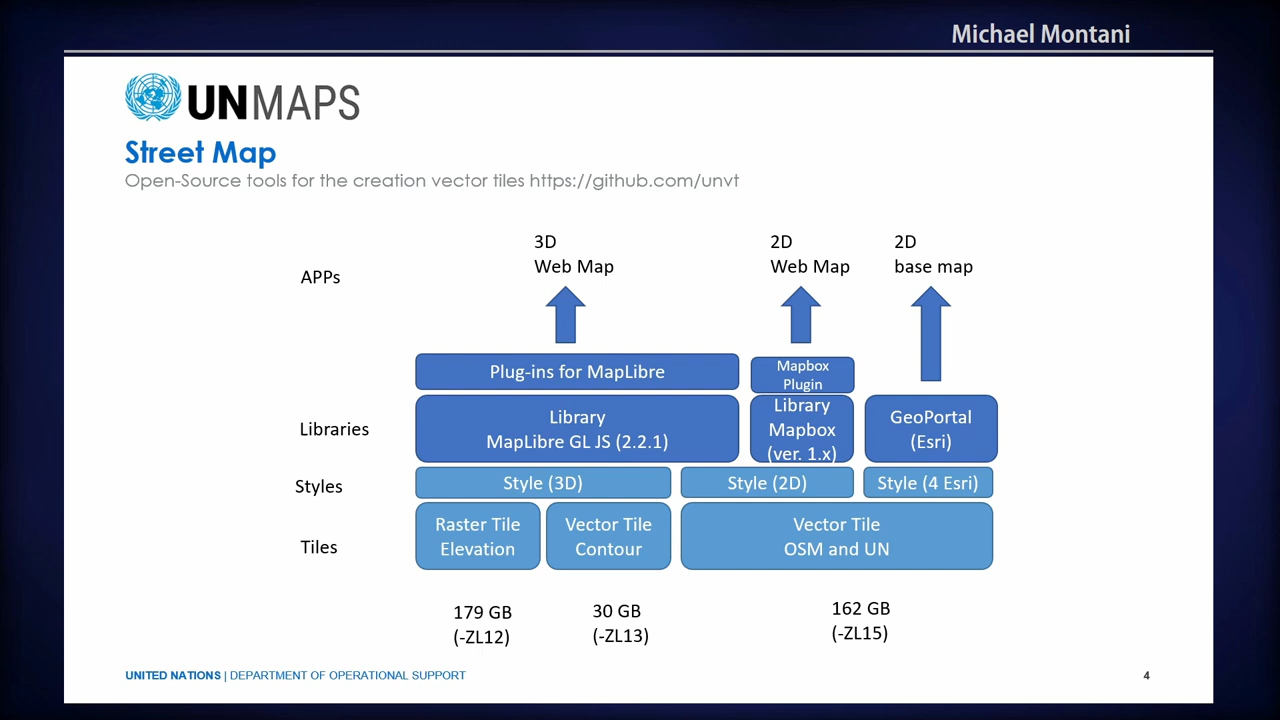 Michael Montani
UNMAPS
Street Map
Open-Source tools for the creation vector tiles https://github.com/unvt
APPs
3D
Web Map
2D
Web Map
2D
base map
Plug-ins for MapLibre
Mapbox
Plugin
Libraries
Library
MapLibre GL JS (2.2.1)
Library
Mapbox
(ver. 1.x)
GeoPortal
(Esri)
Styles
Style (3D)
Style (2D)
Style (4 Esri)
Tiles
Raster Tile
Elevation
Vector Tile
Contour
Vector Tile
OSM and UN
179 GB
(-ZL12)
30 GB
(-ZL13)
162 GB
(-ZL15)
UNITED NATIONS | DEPARTMENT OF OPERATIONAL SUPPORT
4